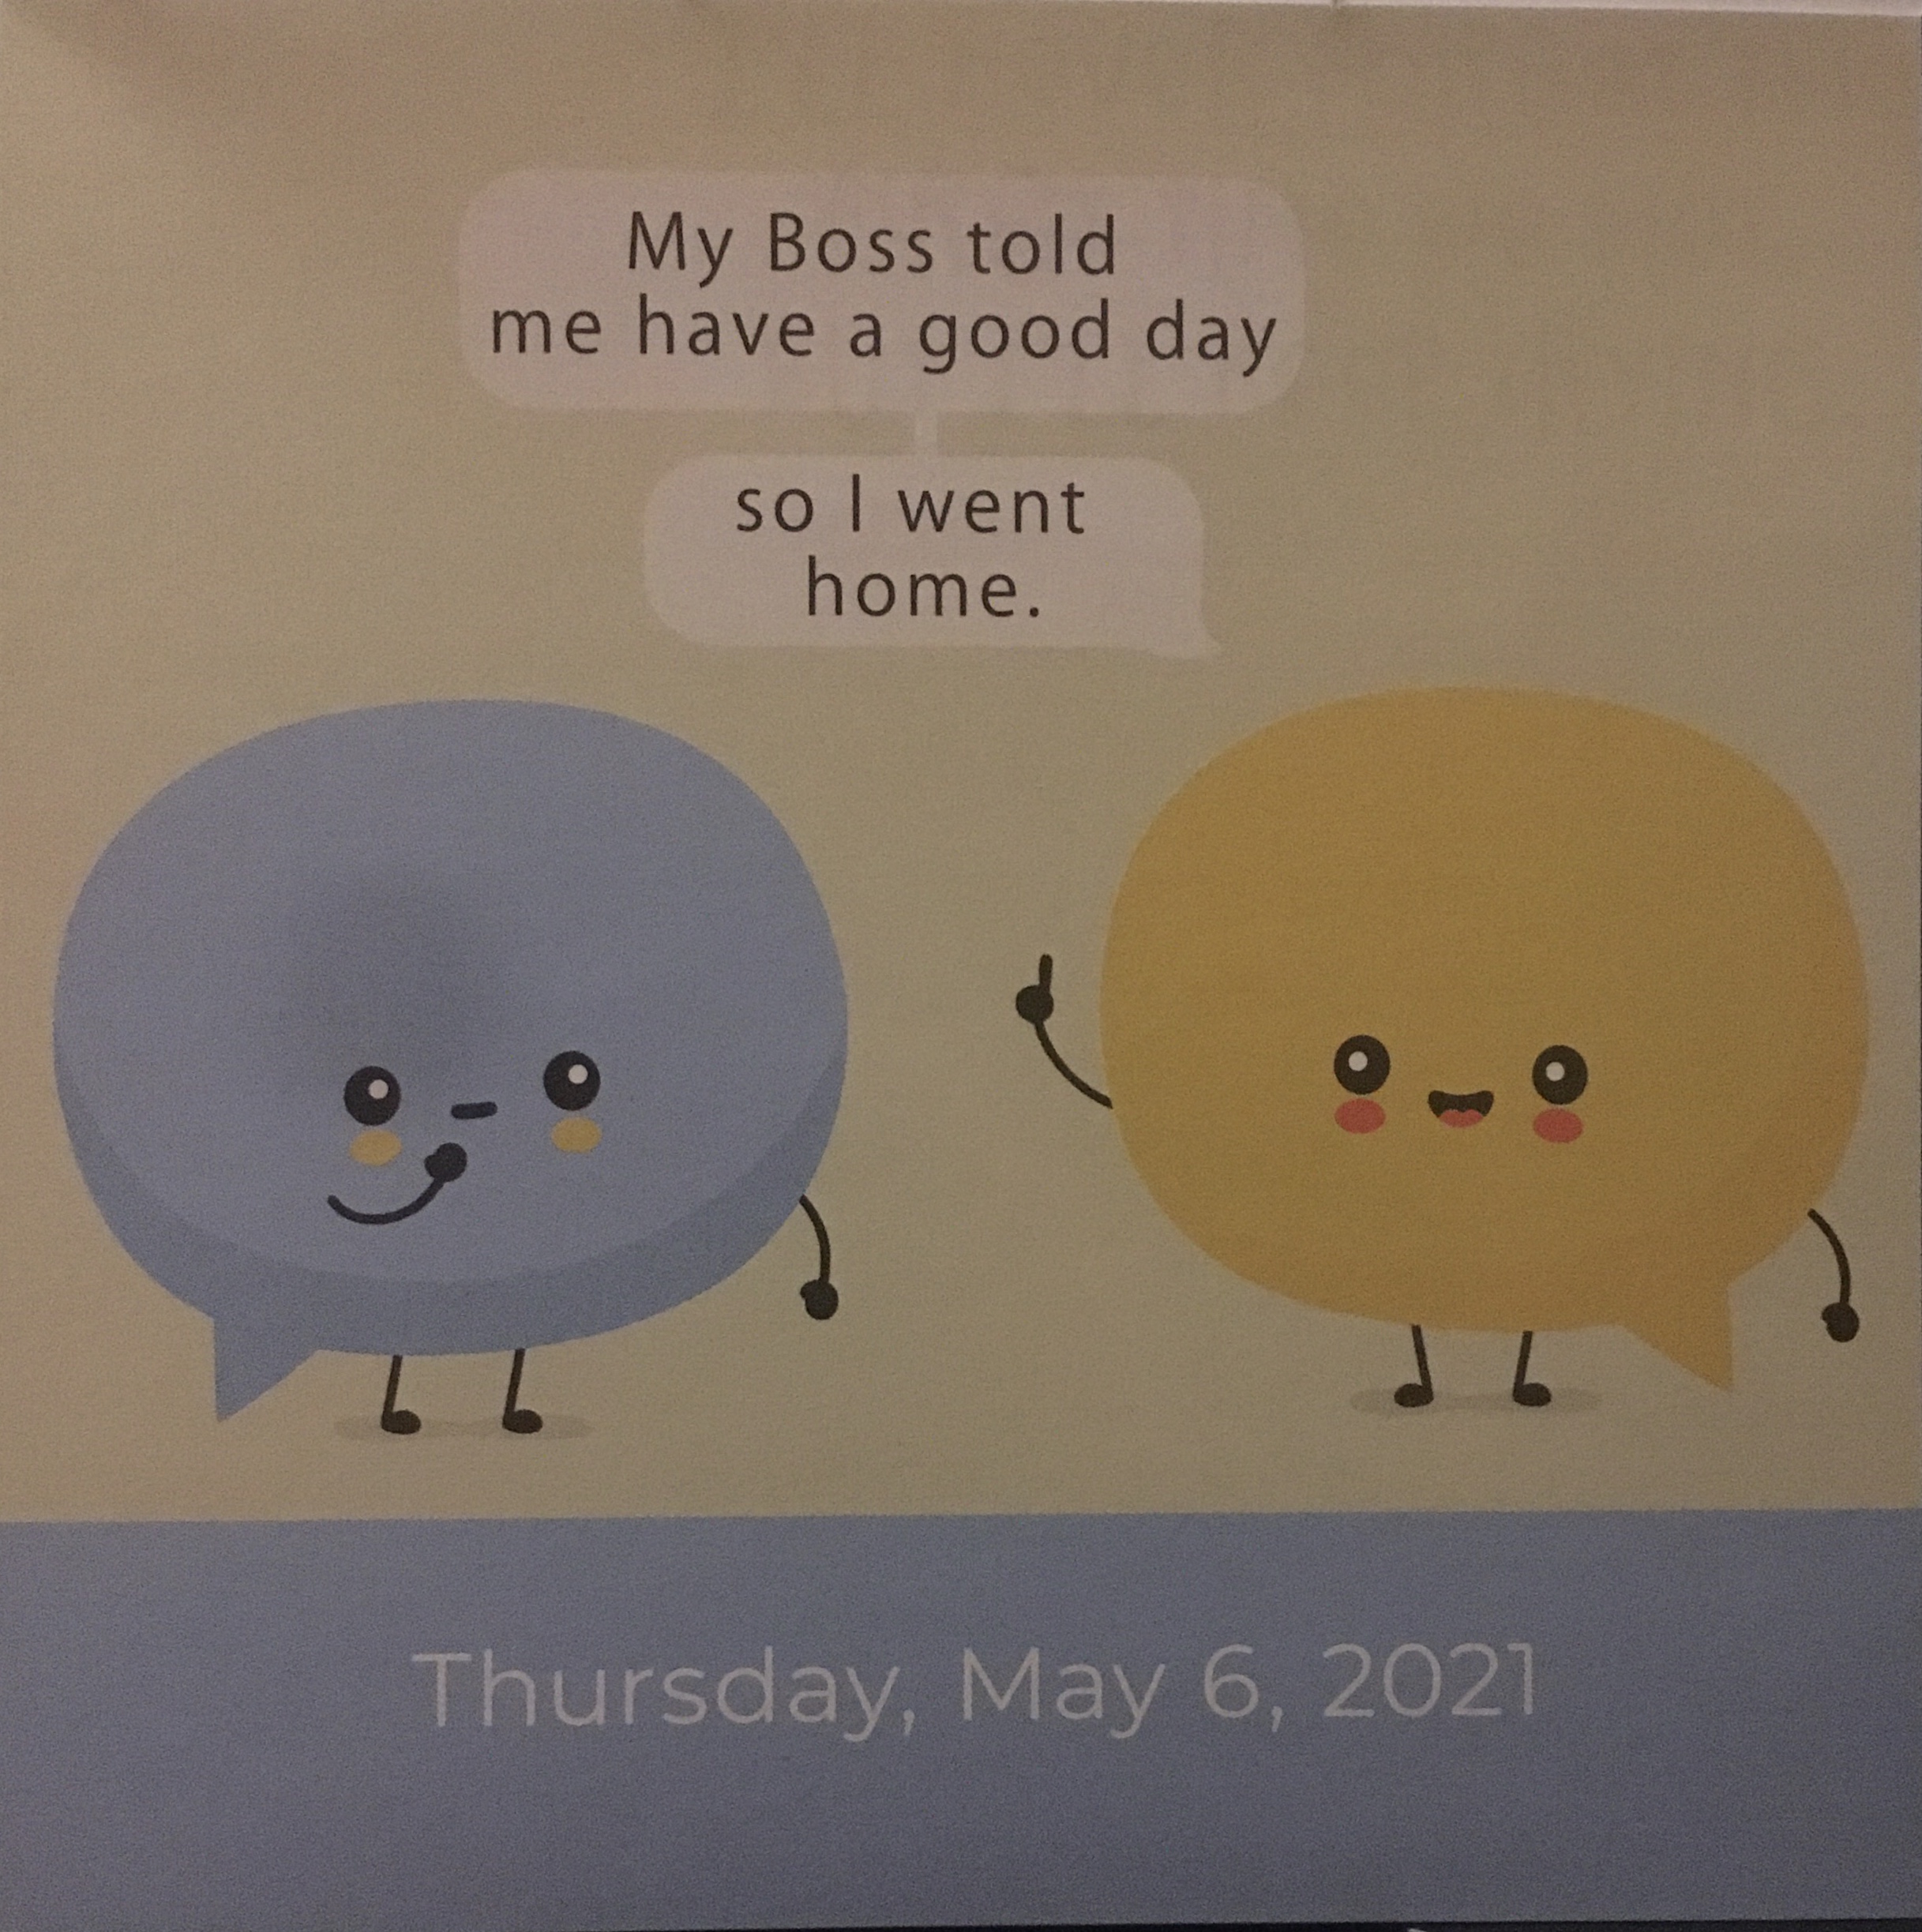 My Boss told
me have a good day
so I went
home.
Thursday, May 6, 2021